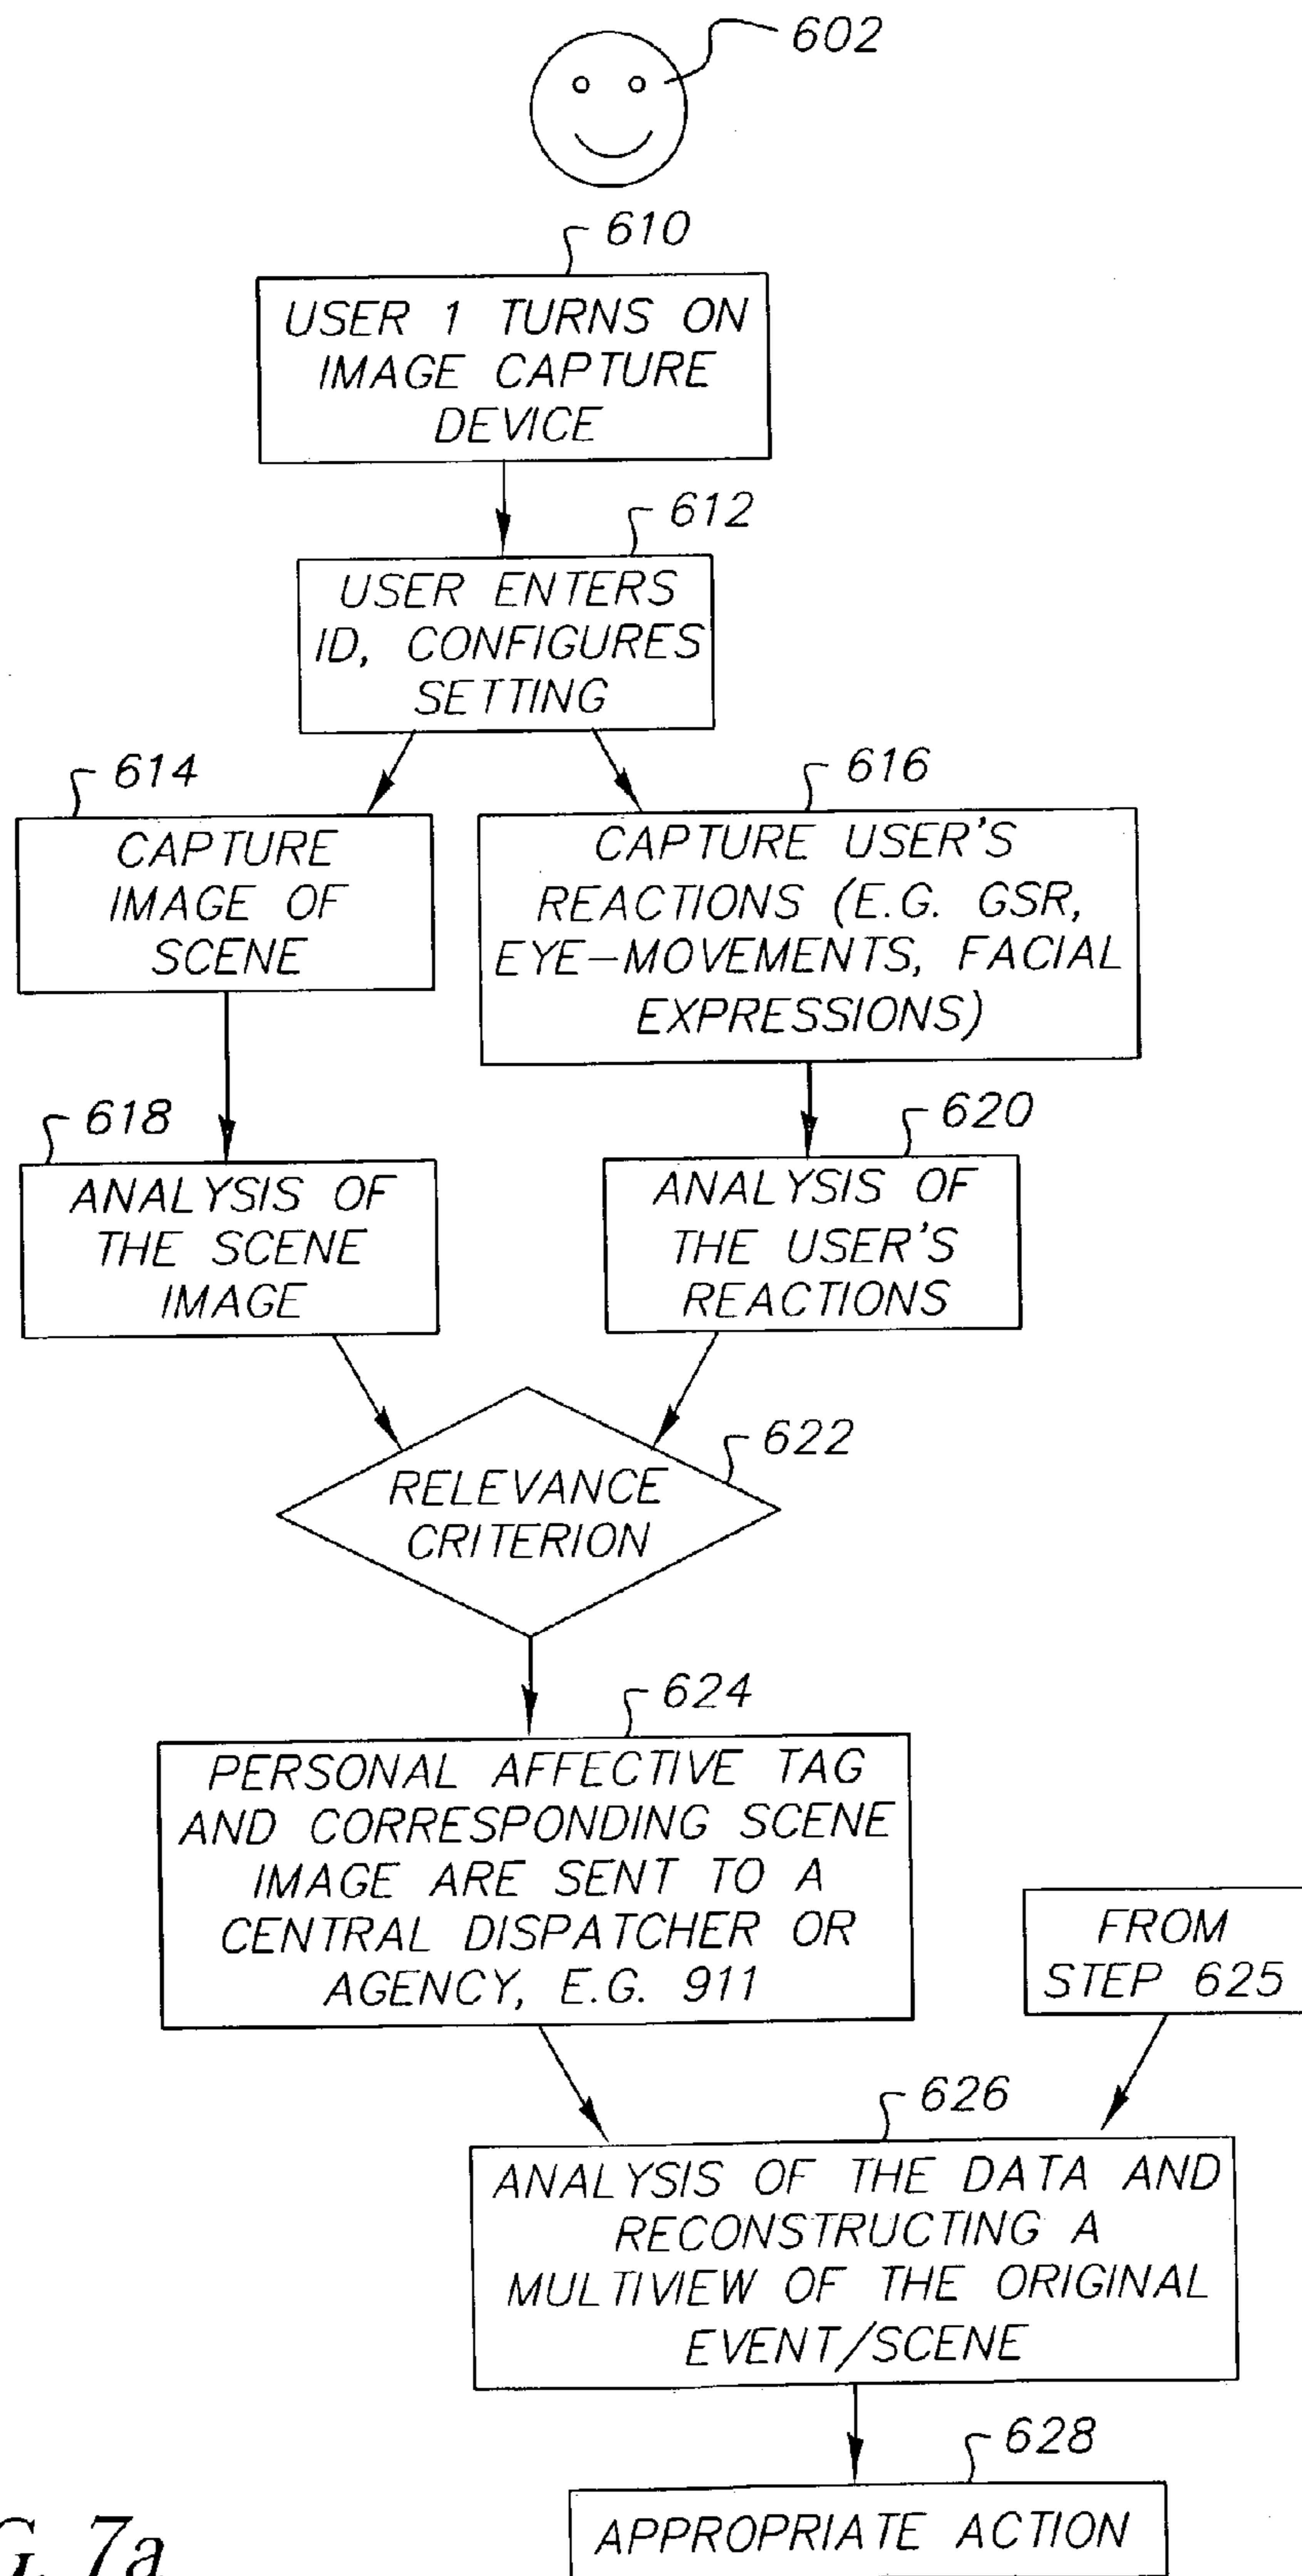 602
610
USER 1 TURNS ON
IMAGE CAPTURE
DEVICE
612
USER ENTERS
ID, CONFIGURES
SETTING
614
CAPTURE
IMAGE OF
SCENE
616
CAPTURE USER'S
REACTIONS (E.G. GSR,
EYE-MOVEMENTS, FACIAL
EXPRESSIONS)
618
ANALYSIS OF
THE SCENE
IMAGE
620
ANALYSIS OF
THE USER'S
REACTIONS
622
RELEVANCE
CRITERION
624
PERSONAL AFFECTIVE TAG
AND CORRESPONDING SCENE
IMAGE ARE SENT TO A
CENTRAL DISPATCHER OR
AGENCY, E.G. 911
FROM
STEP 625
626
ANALYSIS OF THE DATA AND
RECONSTRUCTING A
MULTIVIEW OF THE ORIGINAL
EVENT/SCENE
628
APPROPRIATE ACTION
G. 7a